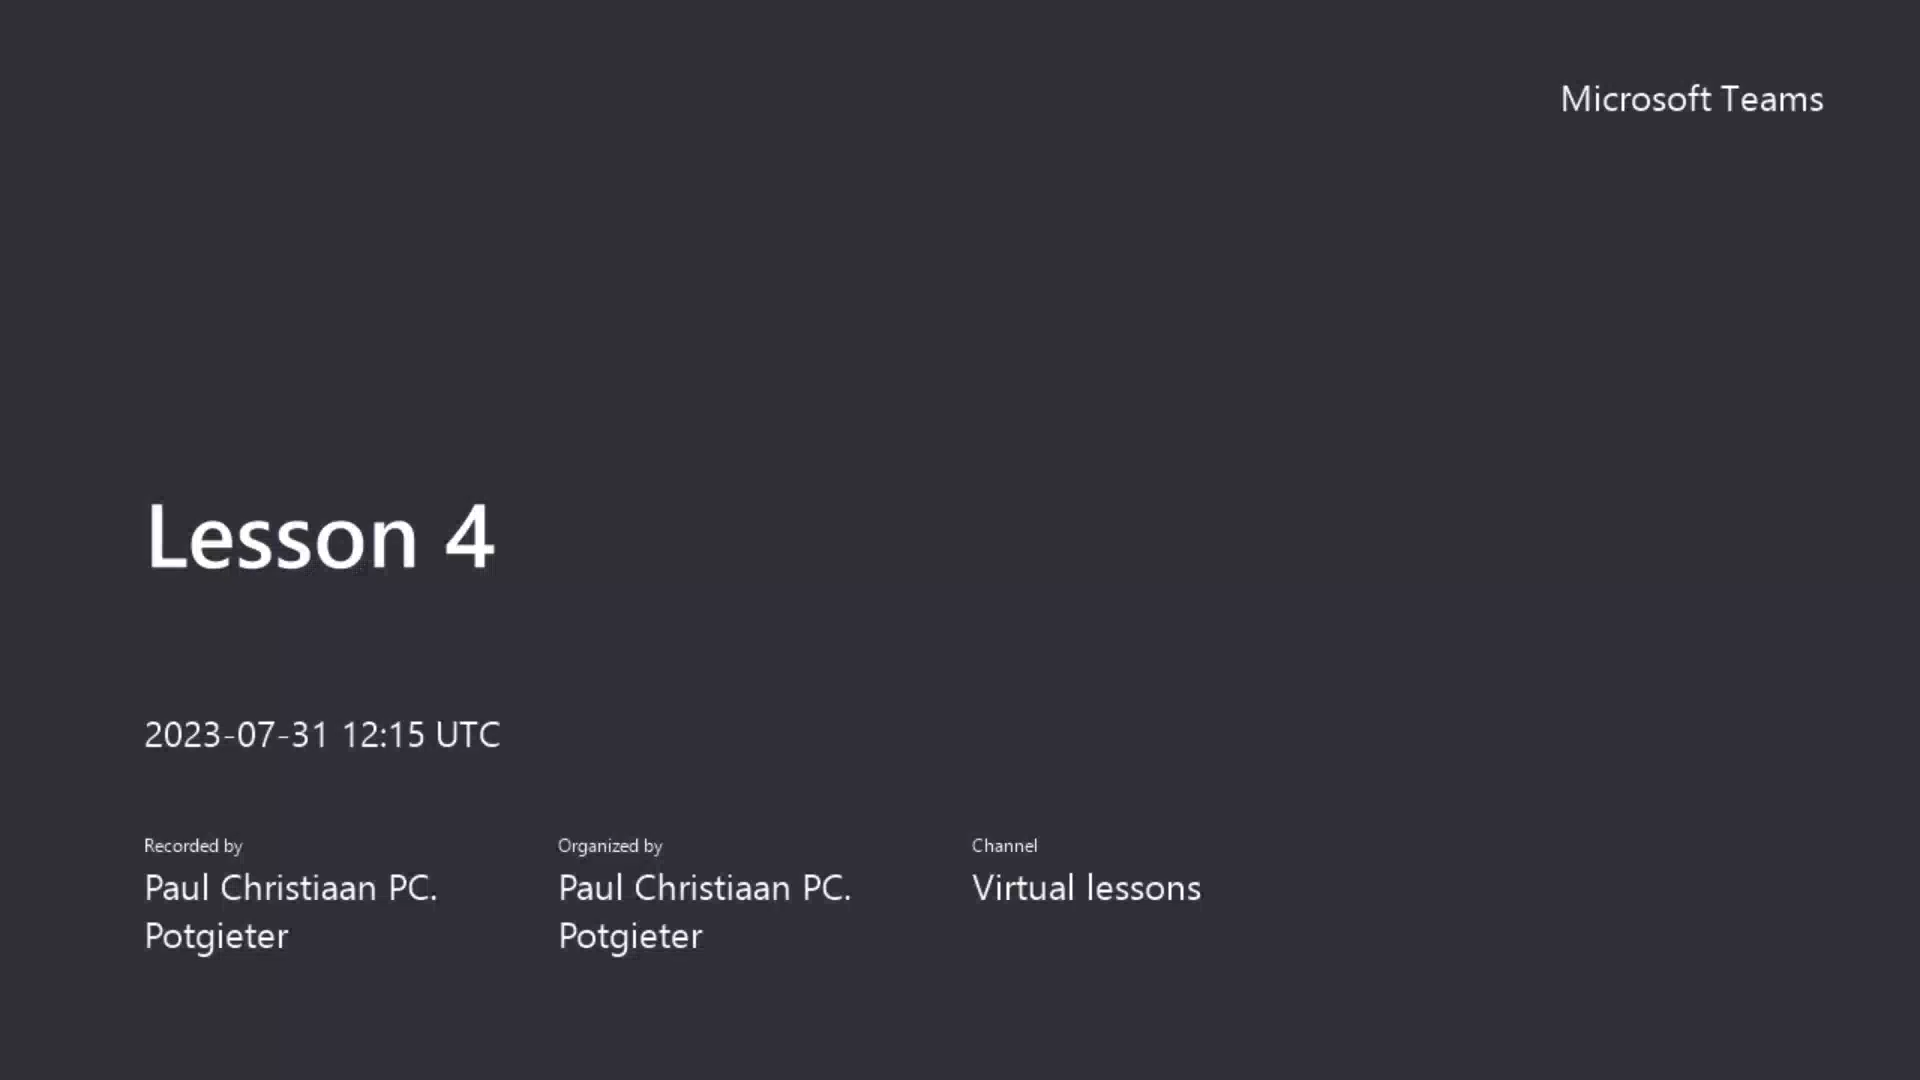 Microsoft Teams
Lesson 4
2023-07-31 12:15 UTC
Recorded by
Paul Christiaan PC.
Potgieter
Organized by
Paul Christiaan PC.
Potgieter
Channel
Virtual lessons